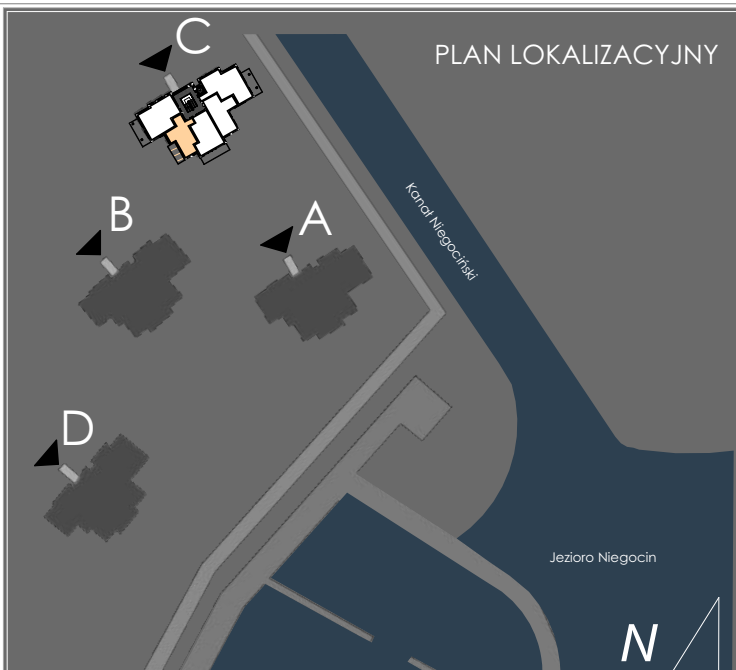 PLAN LOKALIZACYJNY
C
B
A
Kanał Niegociński
D
Jezioro Niegocin
N